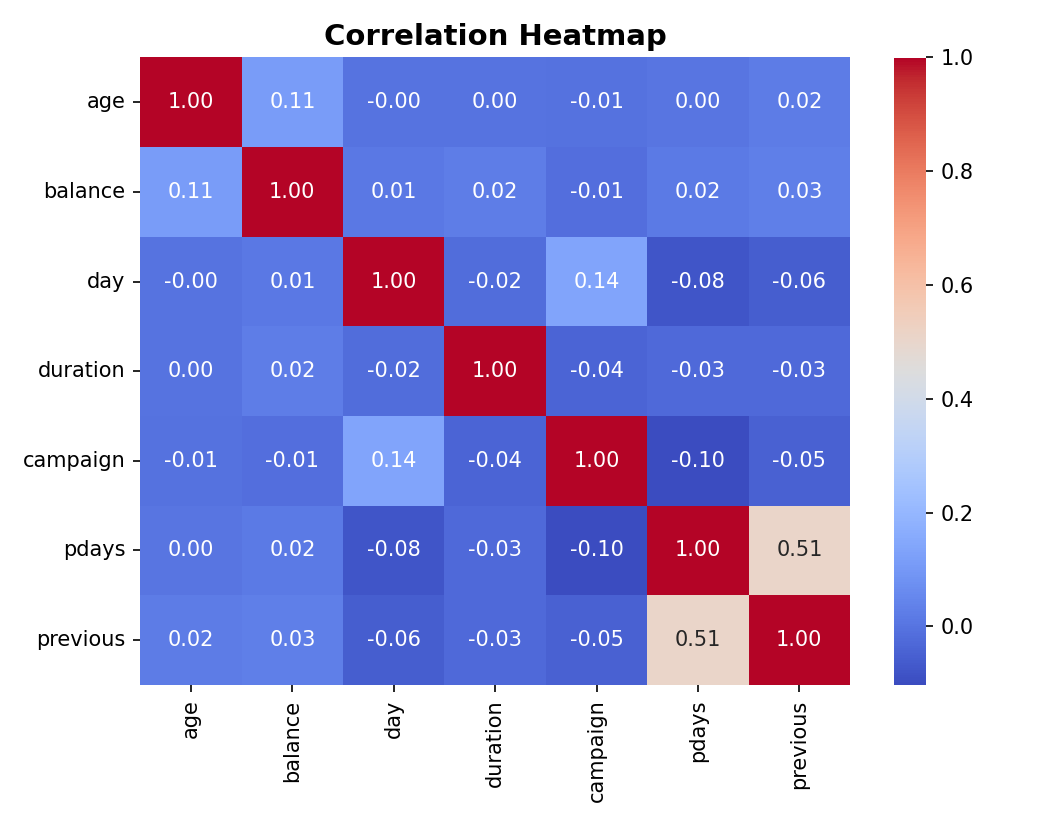 Correlation Heatmap
age 1.00 0.11 -0.00 0.00 -0.01 0.00 0.02
balance 0.11 1.00 0.01 0.02 -0.01 0.02 0.03
day -0.00 0.01 1.00 -0.02 0.14 -0.08 -0.06
duration 0.00 0.02 -0.02 1.00 -0.04 -0.03 -0.03
campaign -0.01 -0.01 0.14 -0.04 1.00 -0.10 -0.05
pdays 0.00 0.02 -0.08 -0.03 -0.10 1.00 0.51
previous 0.02 0.03 -0.06 -0.03 -0.05 0.51 1.00
age balance day duration campaign pdays previous
1.0
0.8
0.6
0.4
0.2
0.0